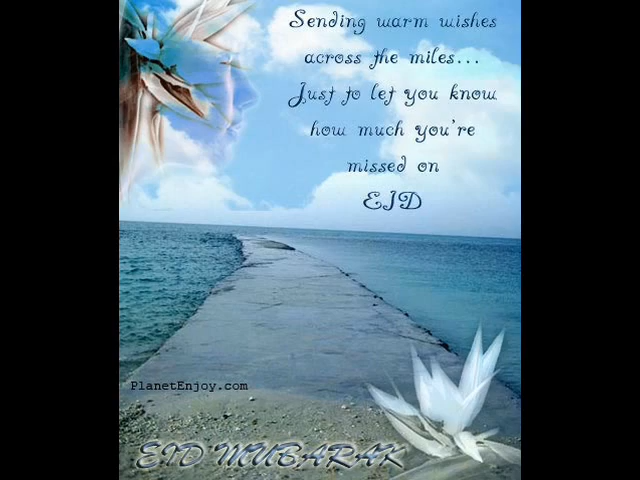 Sending warm wishes
across the miles...
Just to let you know
how much you're
missed on
EID
PlanetEnjoy.com
EID MUBARAK